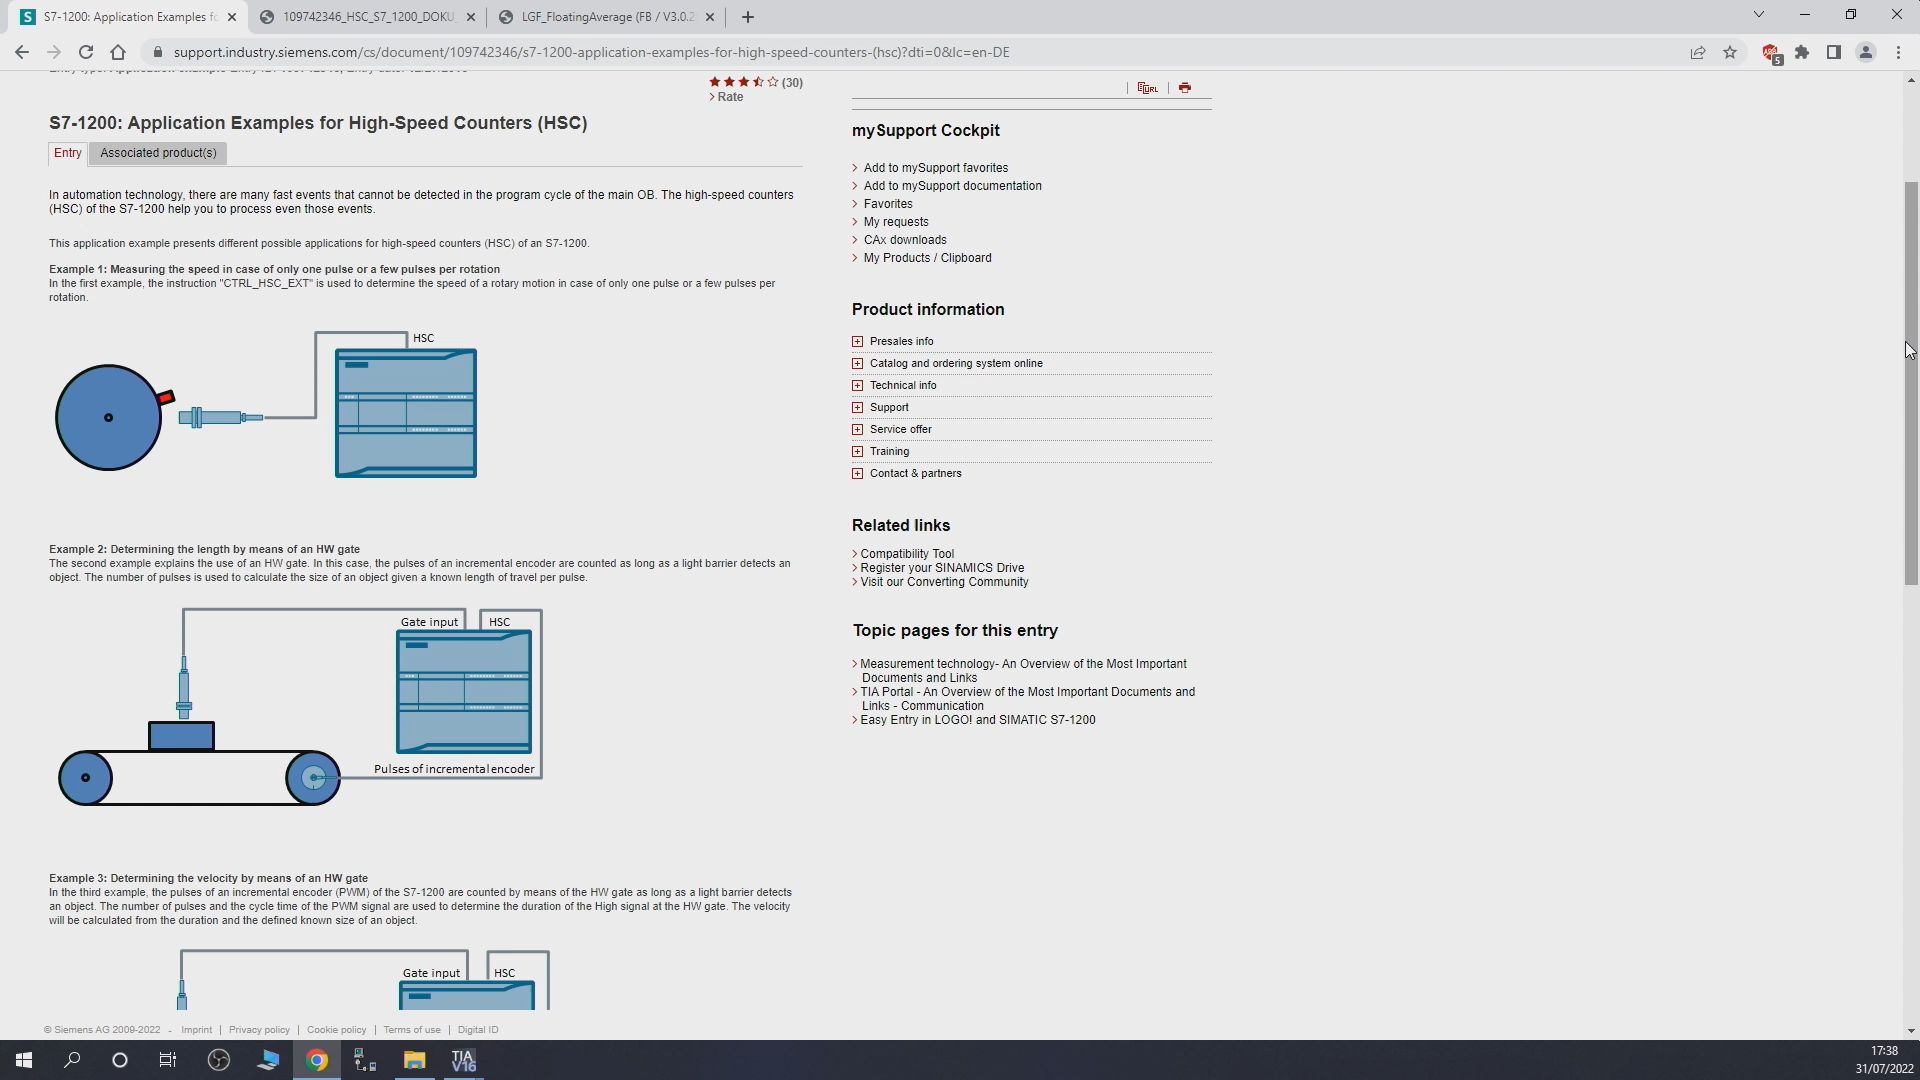 S7-1200: Application Examples fo
109742346_HSC_S7_1200_DOKU_
LGF_FloatingAverage (FB / V3.0.2
support.industry.siemens.com/cs/document/109742346/s7-1200-application-examples-for-high-speed-counters-(hsc)?dti=0&lc=en-DE
5
(30)
> Rate
URL
S7-1200: Application Examples for High-Speed Counters (HSC)
Entry
Associated product(s)
In automation technology, there are many fast events that cannot be detected in the program cycle of the main OB. The high-speed counters
(HSC) of the S7-1200 help you to process even those events.
This application example presents different possible applications for high-speed counters (HSC) of an S7-1200.
Example 1: Measuring the speed in case of only one pulse or a few pulses per rotation
In the first example, the instruction "CTRL_HSC_EXT" is used to determine the speed of a rotary motion in case of only one pulse or a few pulses per
rotation.
HSC
Example 2: Determining the length by means of an HW gate
The second example explains the use of an HW gate. In this case, the pulses of an incremental encoder are counted as long as a light barrier detects an
object. The number of pulses is used to calculate the size of an object given a known length of travel per pulse.
Gate input
HSC
Pulses of incremental encoder
Example 3: Determining the velocity by means of an HW gate
In the third example, the pulses of an incremental encoder (PWM) of the S7-1200 are counted by means of the HW gate as long as a light barrier detects
an object. The number of pulses and the cycle time of the PWM signal are used to determine the duration of the High signal at the HW gate. The velocity
will be calculated from the duration and the defined known size of an object.
Gate input
HSC
mySupport Cockpit
> Add to mySupport favorites
> Add to mySupport documentation
> Favorites
> My requests
> CAx downloads
> My Products / Clipboard
Product information
Presales info
Catalog and ordering system online
Technical info
Support
Service offer
Training
Contact & partners
Related links
> Compatibility Tool
> Register your SINAMICS Drive
> Visit our Converting Community
Topic pages for this entry
> Measurement technology- An Overview of the Most Important
Documents and Links
> TIA Portal - An Overview of the Most Important Documents and
Links - Communication
> Easy Entry in LOGO! and SIMATIC S7-1200
© Siemens AG 2009-2022 - Imprint | Privacy policy | Cookie policy | Terms of use | Digital ID
TIA
V16
17:38
31/07/2022